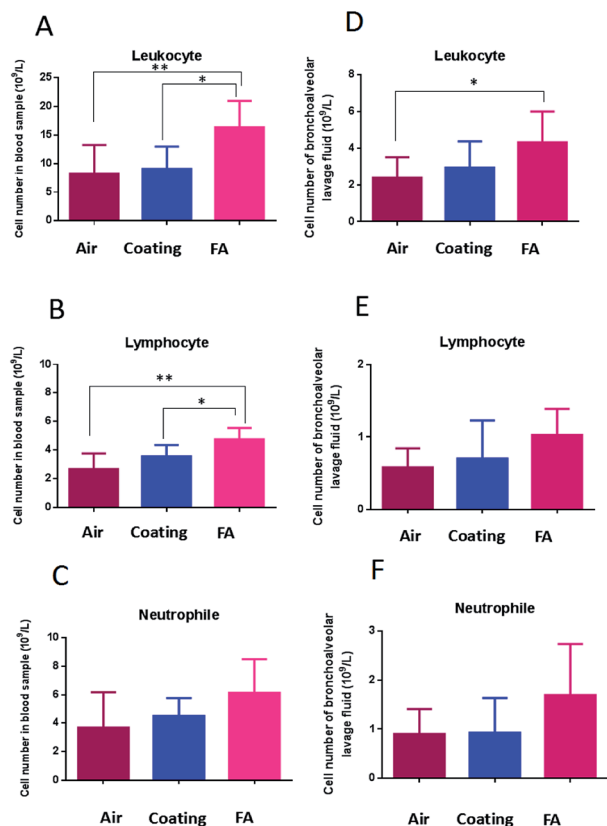 A
Leukocyte
Cell number in blood sample (10⁹/L)
25
20
15
10
5
0
**
*
Air Coating FA
D
Leukocyte
Cell number of bronchoalveolar
lavage fluid (10⁹/L)
8
6
4
2
0
*
Air Coating FA
B
Lymphocyte
Cell number in blood sample (10⁹/L)
8
6
4
2
0
**
*
Air Coating FA
E
Lymphocyte
Cell number of bronchoalveolar
lavage fluid (10⁹/L)
2
1
0
Air Coating FA
C
Neutrophile
Cell number in blood sample (10⁹/L)
10
8
6
4
2
0
Air Coating FA
F
Neutrophile
Cell number of bronchoalveolar
lavage fluid (10⁹/L)
3
2
1
0
Air Coating FA